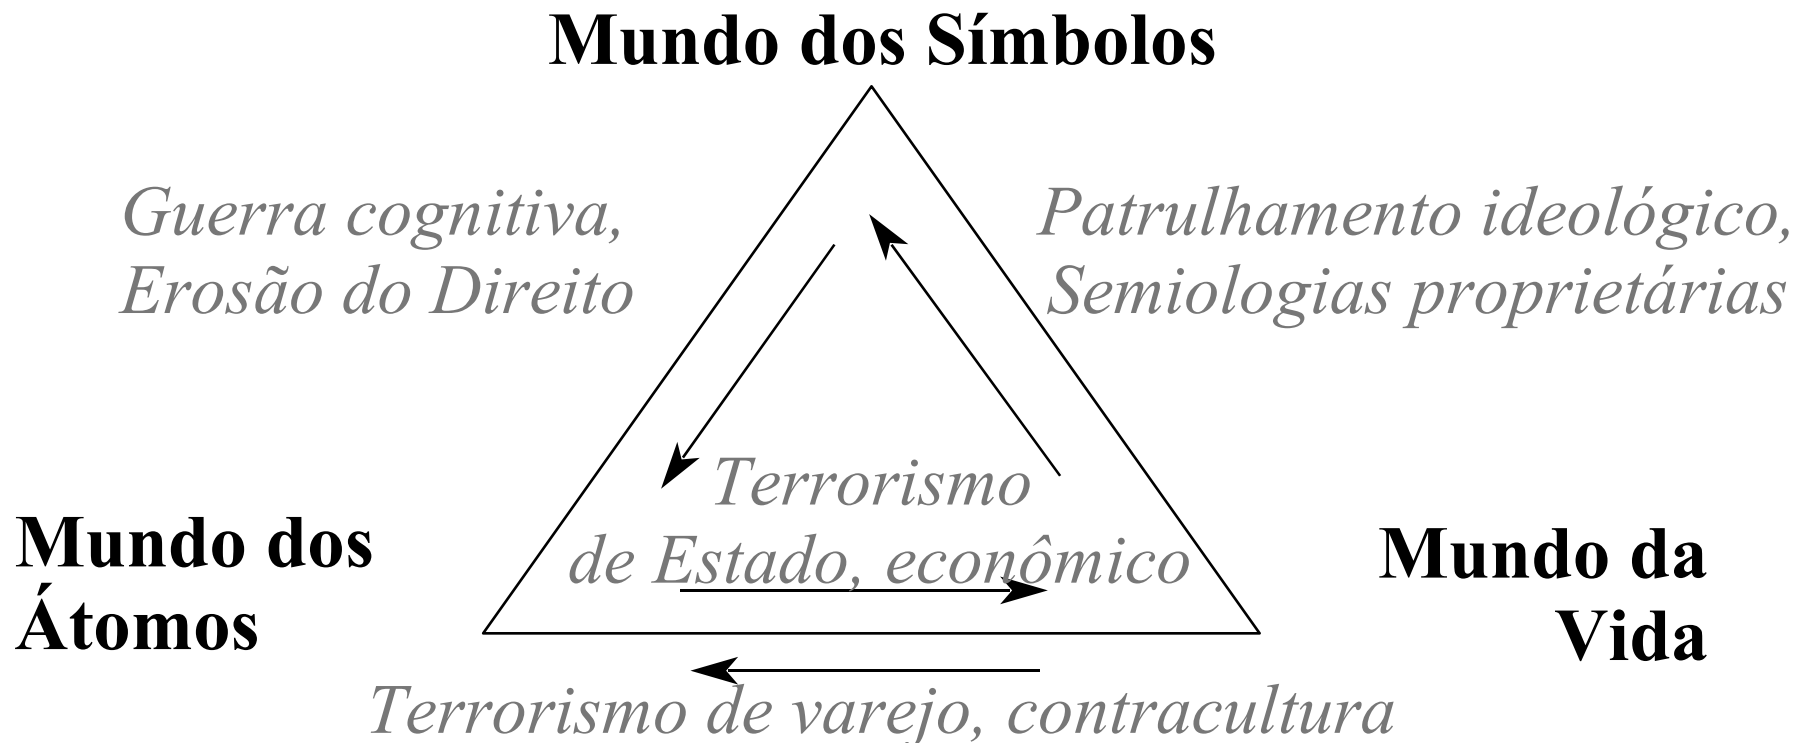 Mundo dos Símbolos
Guerra cognitiva,
Erosão do Direito
Patrulhamento ideológico,
Semiologias proprietárias
Terrorismo
de Estado, econômico
Mundo dos
Átomos
Mundo da
Vida
Terrorismo de varejo, contracultura